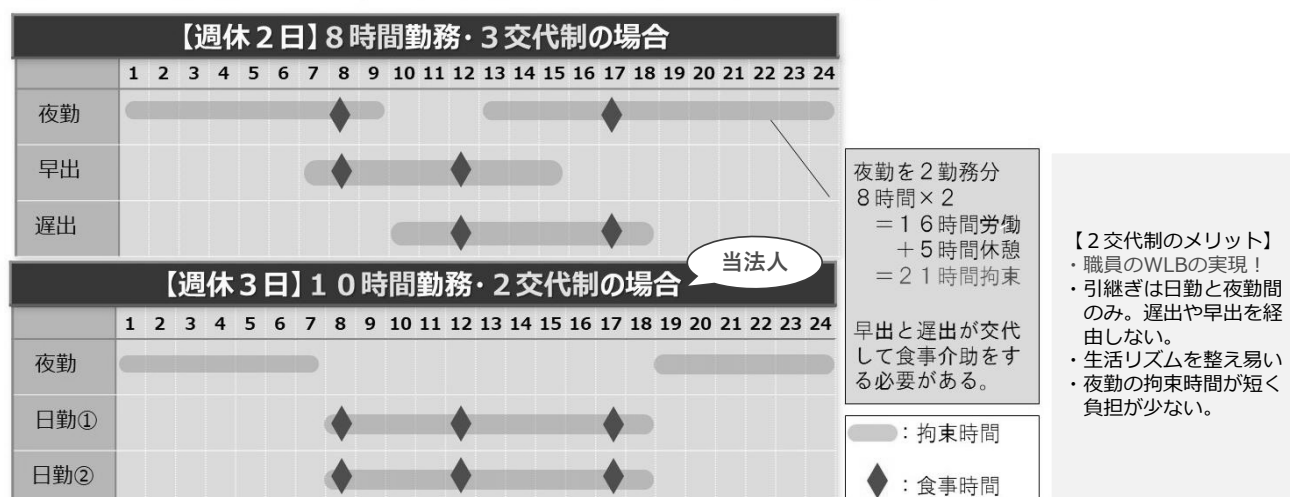 【週休２日】８時間勤務・３交代制の場合
1 2 3 4 5 6 7 8 9 10 11 12 13 14 15 16 17 18 19 20 21 22 23 24
夜勤
早出
遅出
当法人
【週休３日】１０時間勤務・２交代制の場合
1 2 3 4 5 6 7 8 9 10 11 12 13 14 15 16 17 18 19 20 21 22 23 24
夜勤
日勤①
日勤②
夜勤を２勤務分
８時間×２
＝１６時間労働
＋５時間休憩
＝２１時間拘束
早出と遅出が交代
して食事介助をす
る必要がある。
：拘束時間
：食事時間
【２交代制のメリット】
・職員のWLBの実現！
・引継ぎは日勤と夜勤間
のみ。遅出や早出を経
由しない。
・生活リズムを整え易い
・夜勤の拘束時間が短く
負担が少ない。